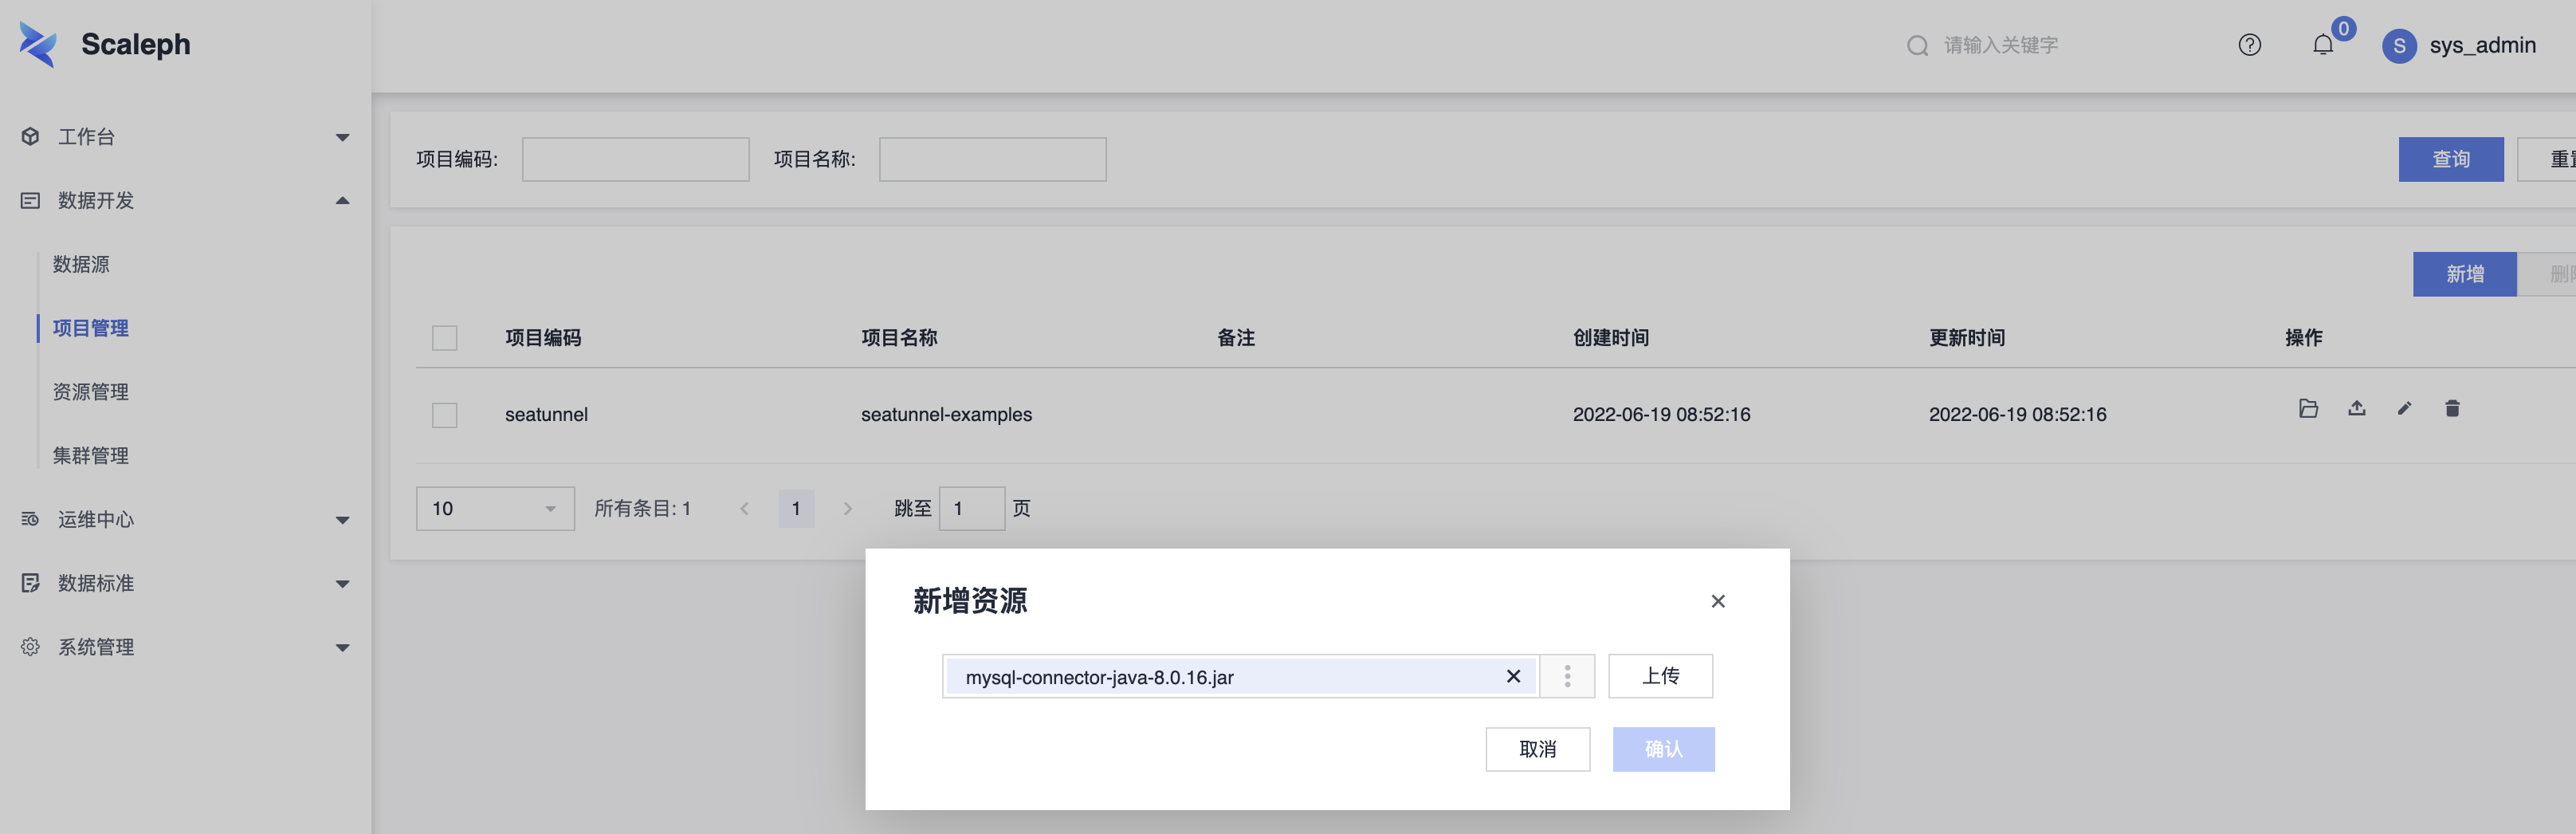 Scaleph
请输入关键字
0
S
sys_admin
工作台
数据开发
数据源
项目管理
资源管理
集群管理
运维中心
数据标准
系统管理
项目编码:
项目名称:
查询
重置
新增
项目编码
项目名称
备注
创建时间
更新时间
操作
seatunnel
seatunnel-examples
2022-06-19 08:52:16
2022-06-19 08:52:16
10
所有条目: 1
1
跳至
1
页
新增资源
mysql-connector-java-8.0.16.jar
上传
取消
确认